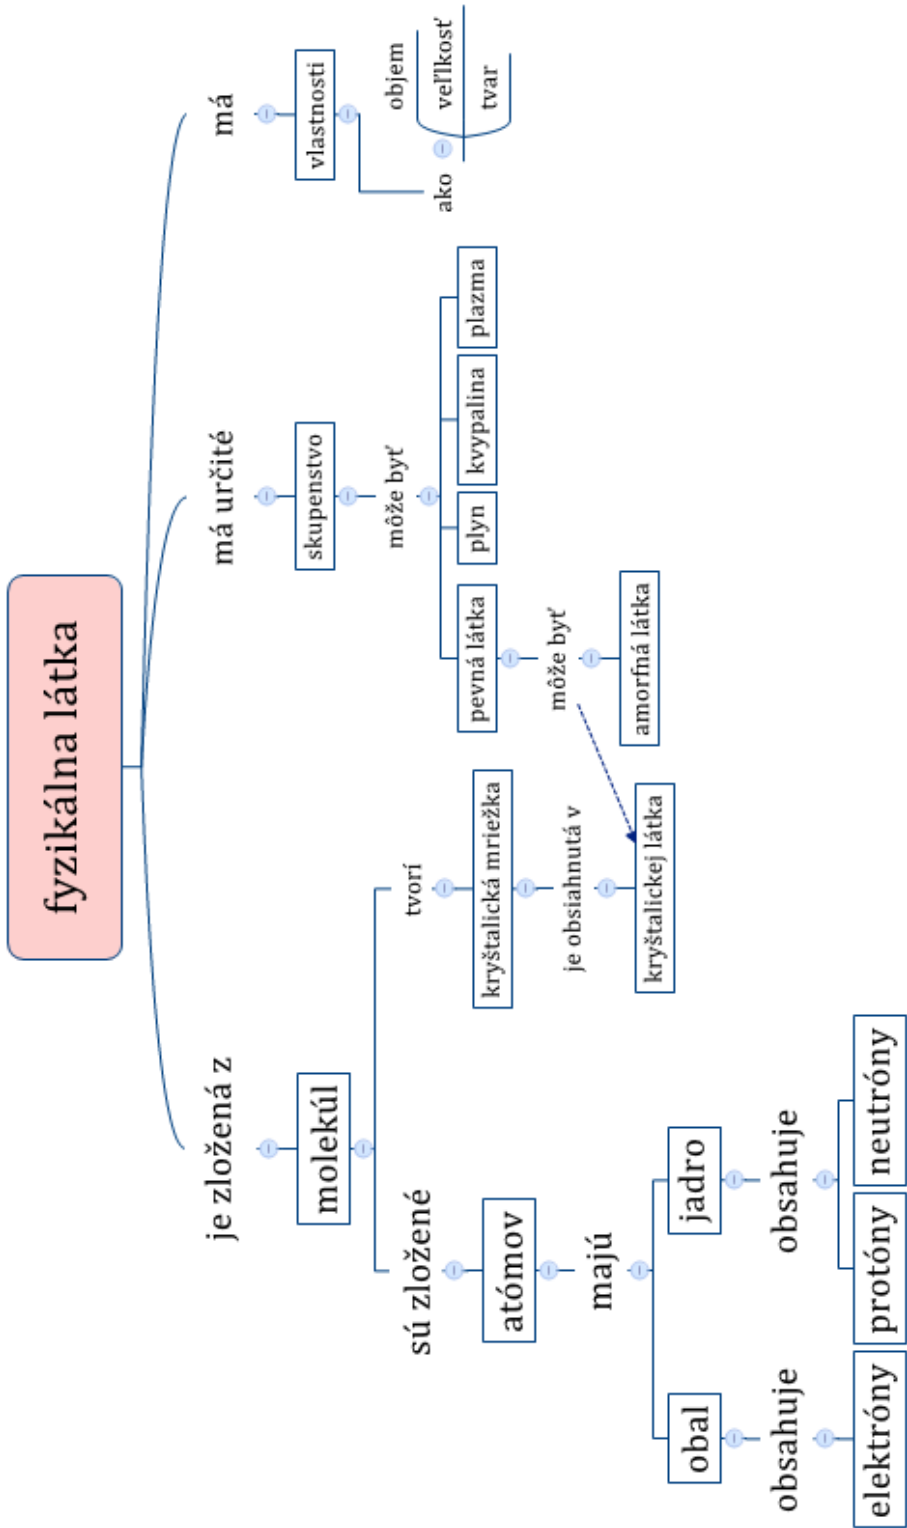 fyzikálna látka
je zložená z
molekúl
sú zložené
atómov
majú
obal
obsahuje
elektróny
jadro
obsahuje
protóny
neutróny
tvorí
kryštalická mriežka
je obsiahnutá v
kryštalickej látka
má určité
skupenstvo
môže byť
pevná látka
môže byť
amorfná látka
plyn
kvypalina
plazma
má
vlastnosti
ako
objem
veľlkosť
tvar